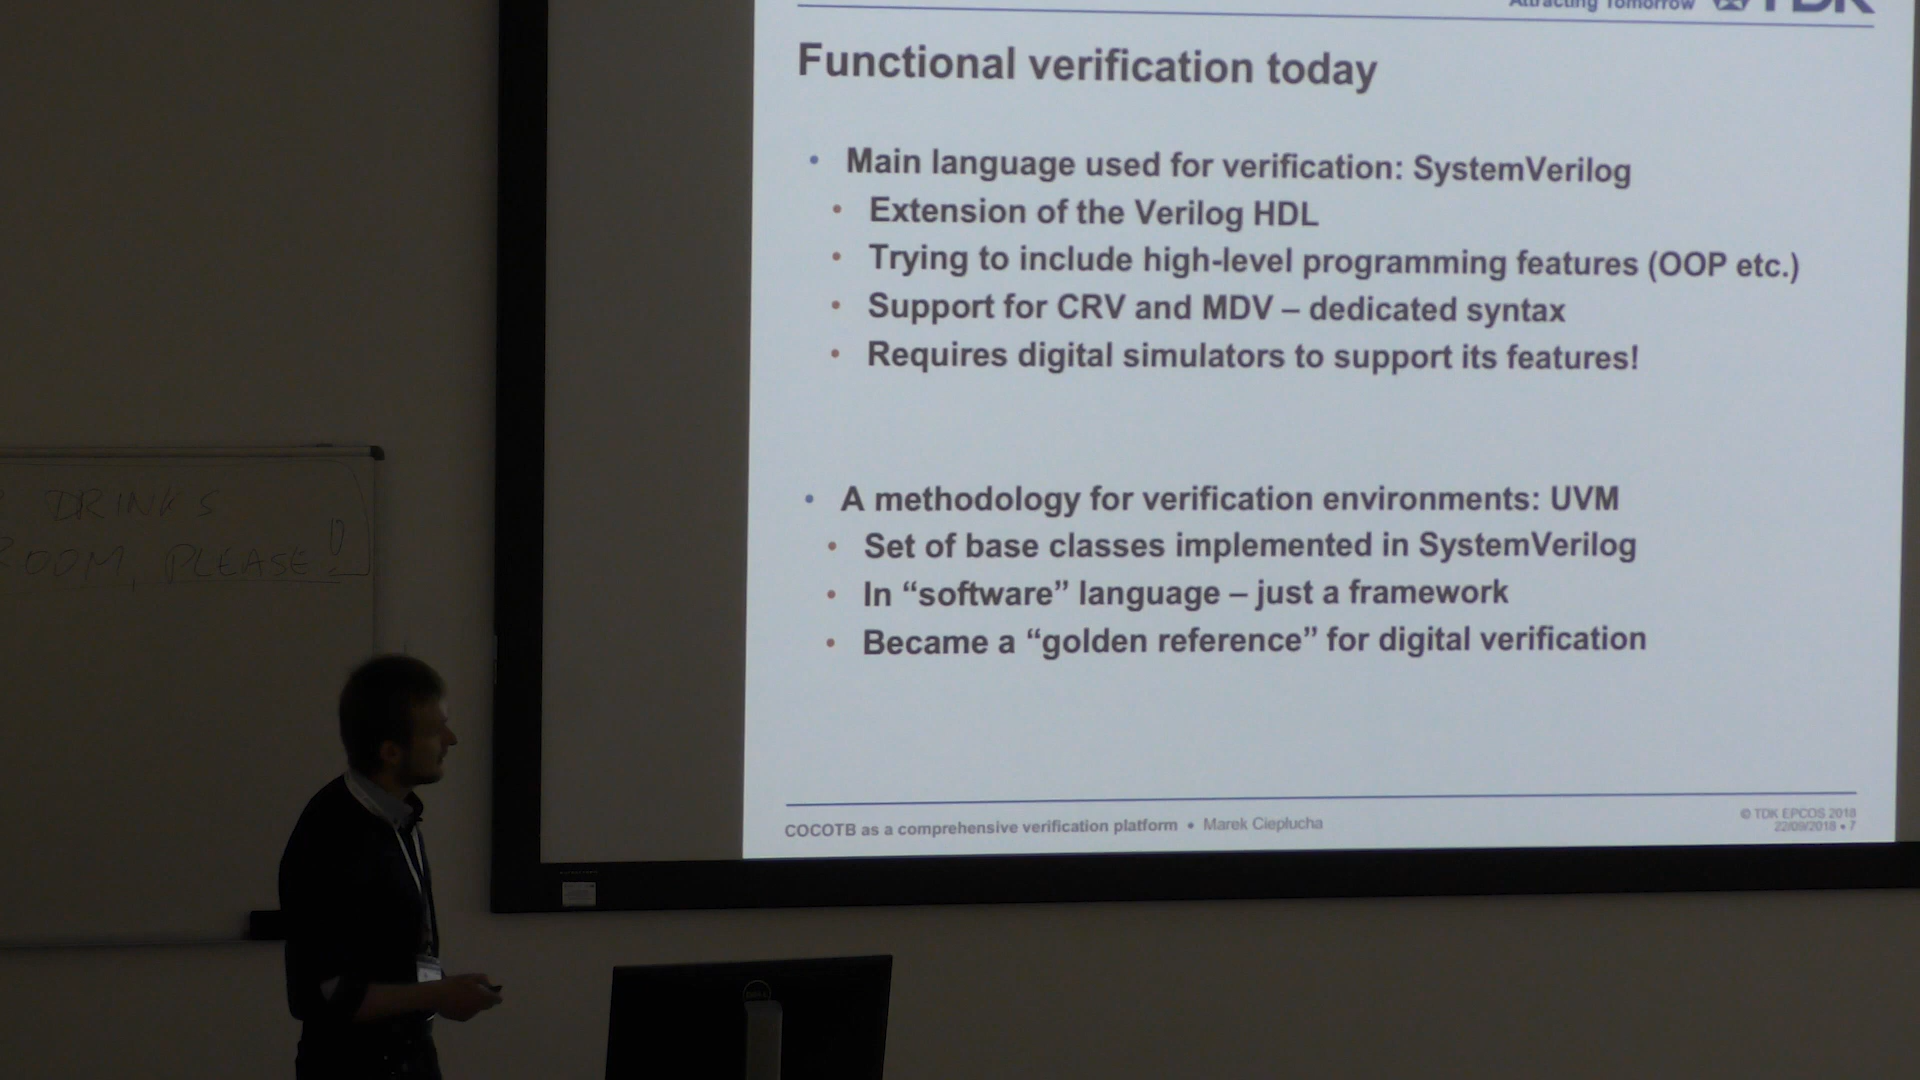 Attracting Tomorrow TDK
Functional verification today
• Main language used for verification: SystemVerilog
• Extension of the Verilog HDL
• Trying to include high-level programming features (OOP etc.)
• Support for CRV and MDV – dedicated syntax
• Requires digital simulators to support its features!
• A methodology for verification environments: UVM
• Set of base classes implemented in SystemVerilog
• In “software” language – just a framework
• Became a “golden reference” for digital verification
COCOTB as a comprehensive verification platform • Marek Cieplucha
© TDK EPCOS 2018
22/09/2018 • 7
DRINKS
ROOM, PLEASE!
DELL